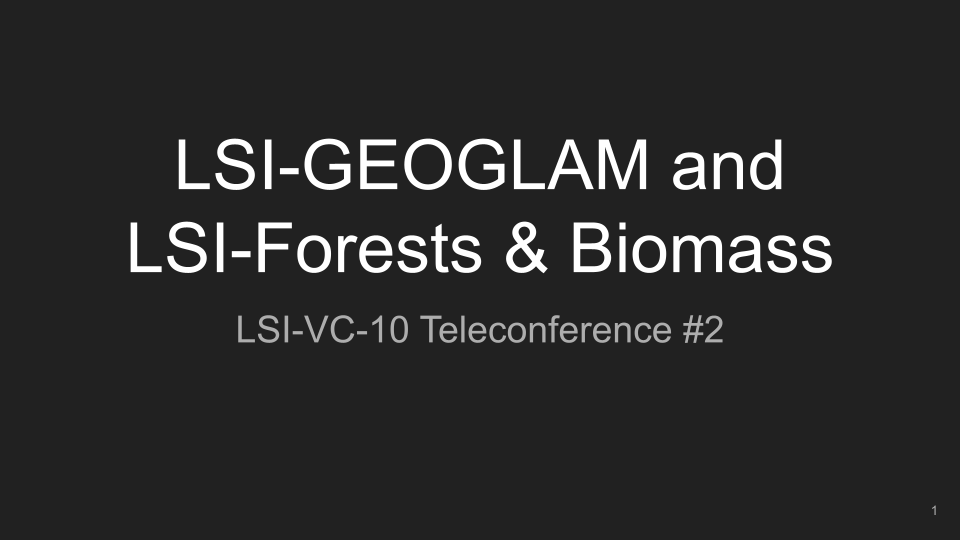 LSI-GEOGLAM and
LSI-Forests & Biomass
LSI-VC-10 Teleconference #2
1